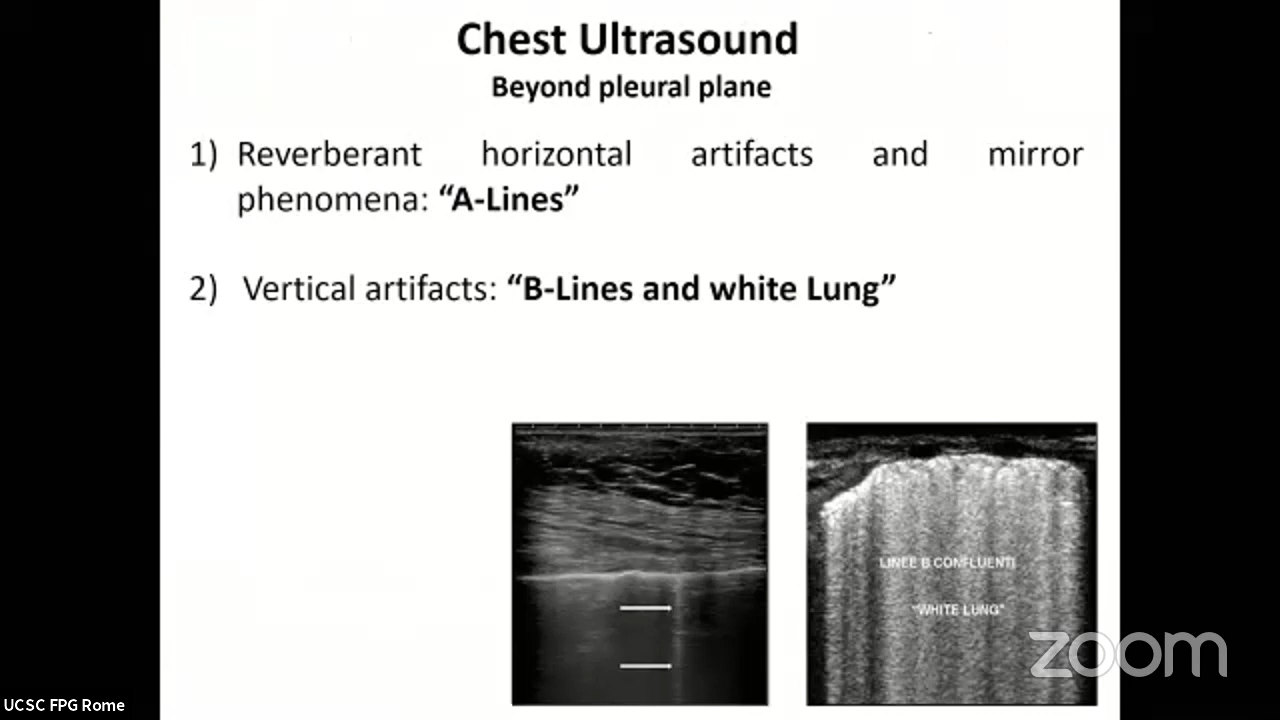 Chest Ultrasound
Beyond pleural plane
1) Reverberant horizontal artifacts and mirror
phenomena: “A-Lines”
2) Vertical artifacts: “B-Lines and white Lung”
LINEE B CONFLUENTI
“WHITE LUNG”
zoom
UCSC FPG Rome